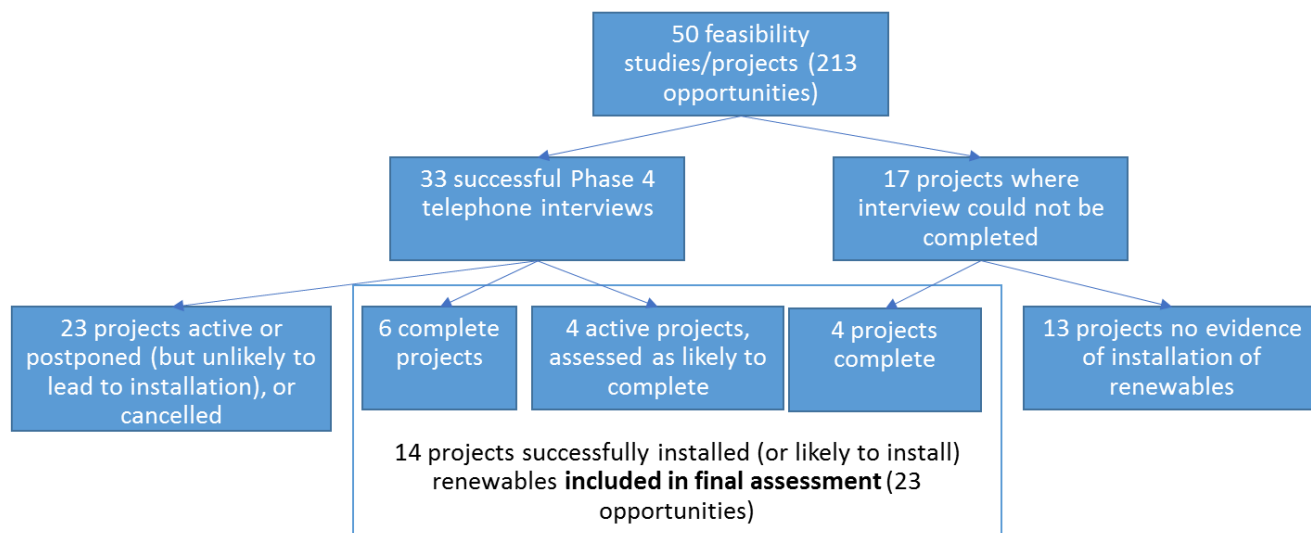 50 feasibility
studies/projects (213
opportunities)
33 successful Phase 4
telephone interviews
17 projects where
interview could not be
completed
23 projects active or
postponed (but unlikely to
lead to installation), or
cancelled
6 complete
projects
4 active projects,
assessed as likely to
complete
4 projects
complete
13 projects no evidence
of installation of
renewables
14 projects successfully installed (or likely to install)
renewables included in final assessment (23
opportunities)